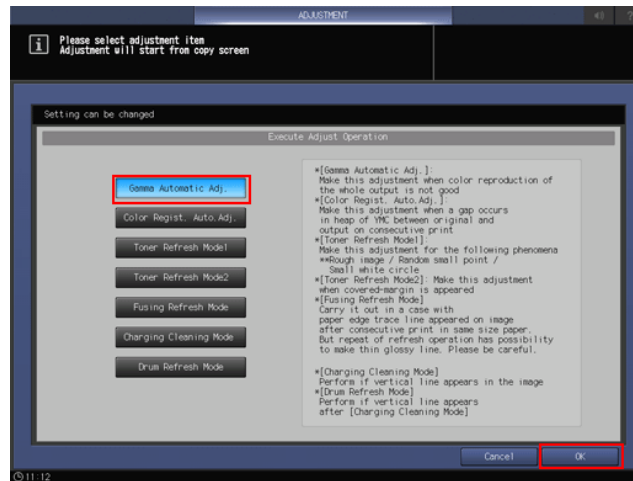 ADJUSTMENT
Please select adjustment item
Adjustment will start from copy screen
Setting can be changed
Execute Adjust Operation
Gamma Automatic Adj.
Color Regist. Auto.Adj.
Toner Refresh Mode1
Toner Refresh Mode2
Fusing Refresh Mode
Charging Cleaning Mode
Drum Refresh Mode
*[Gamma Automatic Adj.]:
Make this adjustment when color reproduction of
the whole output is not good
*[Color Regist. Auto.Adj.]:
Make this adjustment when a gap occurs
in heap of YMC between original and
output on consecutive print
*[Toner Refresh Mode1]:
Make this adjustment for the following phenomena
**Rough image / Random small point /
Small white circle
*[Toner Refresh Mode2]: Make this adjustment
when covered-margin is appeared
*[Fusing Refresh Mode]
Carry it out in a case with
paper edge trace line appeared on image
after consecutive print in same size paper.
But repeat of refresh operation has possibility
to make thin glossy line. Please be careful.
*[Charging Cleaning Mode]
Perform if vertical line appears in the image
*[Drum Refresh Mode]
Perform if vertical line appears
after [Charging Cleaning Mode]
Cancel
OK
11:12